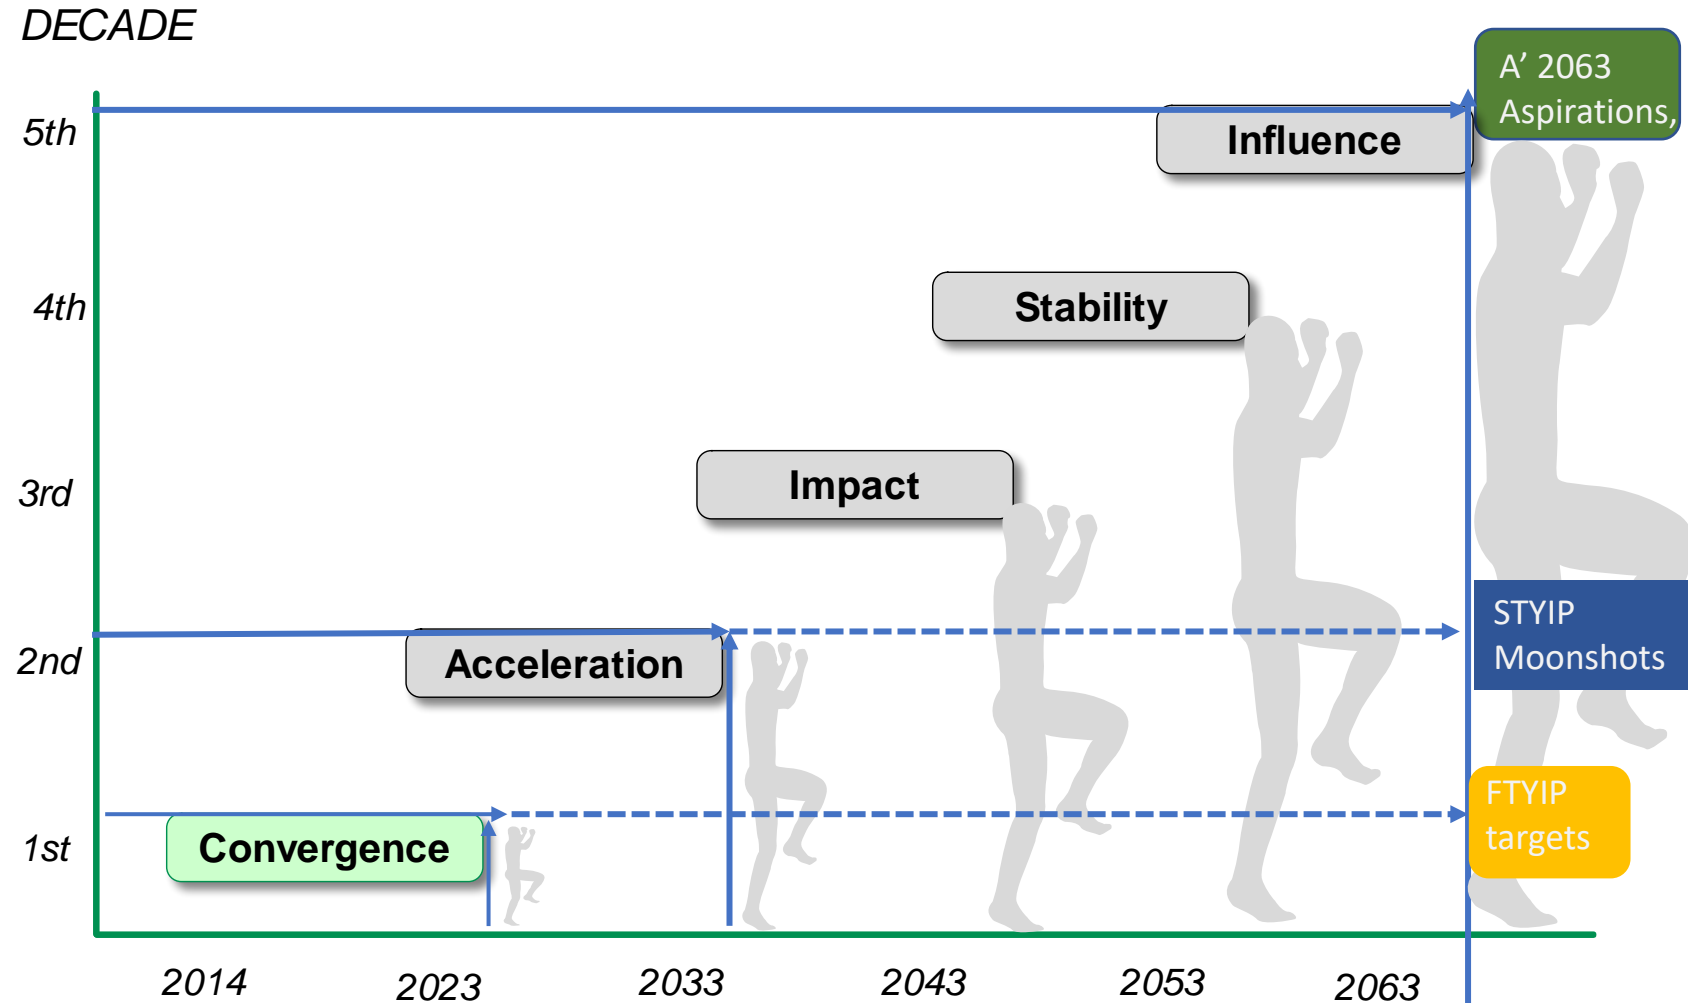 DECADE
A’ 2063
Aspirations,
5th
Influence
4th
Stability
3rd
Impact
STYIP
Moonshots
2nd
Acceleration
FTYIP
targets
1st
Convergence
2014
2023
2033
2043
2053
2063